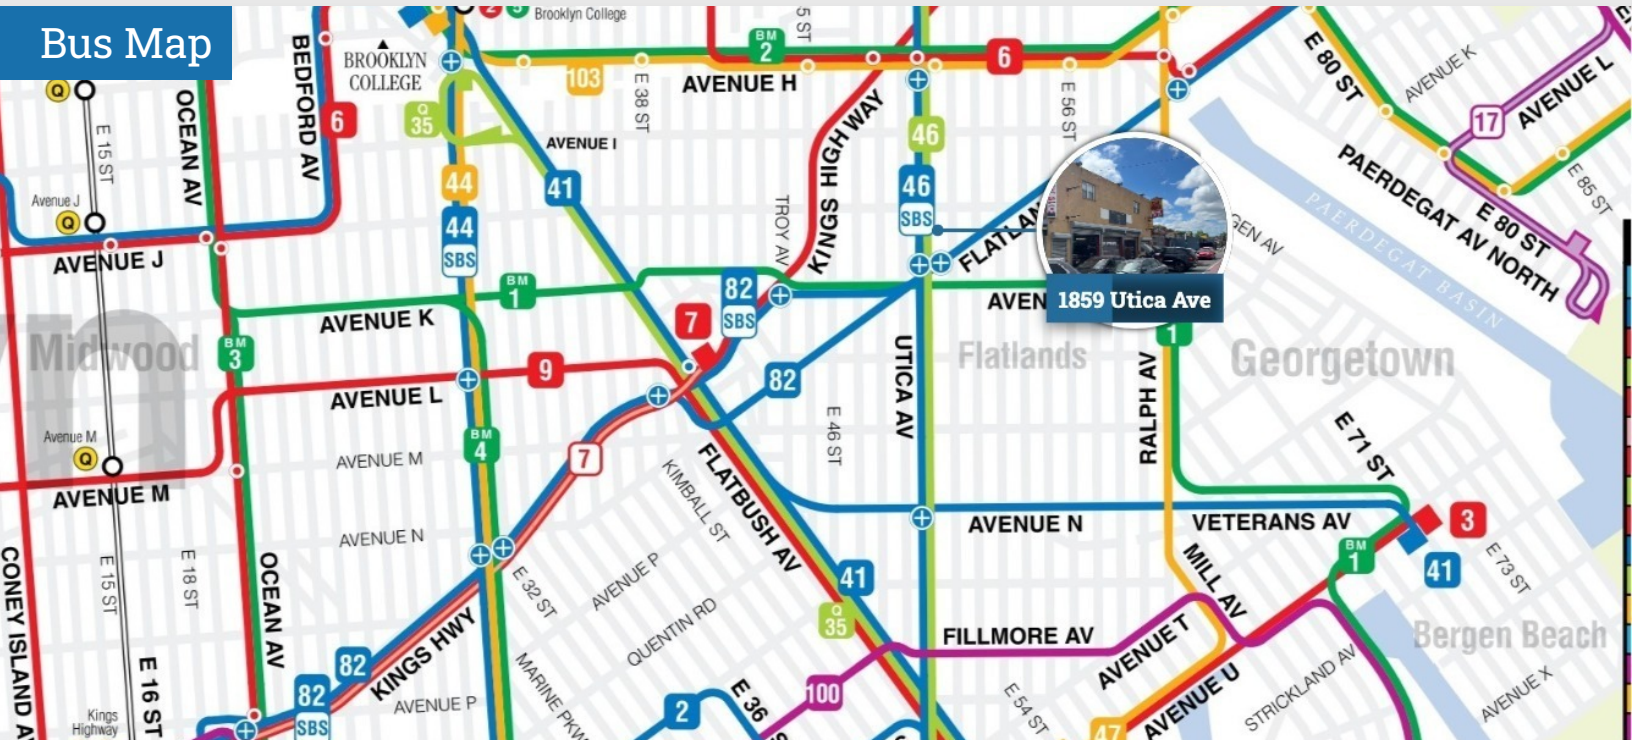 Bus Map
2
5
Brooklyn College
BEDFORD AV
BROOKLYN
COLLEGE
5 ST
BM
2
6
103
AVENUE H
E 38 ST
E 56 ST
E 80 ST
AVENUE K
AVENUE L
17
Q
E 15 ST
OCEAN AV
6
Q
35
AVENUE I
KINGS HIGHWAY
46
PAERDEGAT AV NORTH
E 85 ST
E 80 ST
Avenue J
Q
44
44
SBS
41
TROY AV
46
SBS
FLATLAN
GEN AV
PAERDEGAT BASIN
AVENUE J
BM
1
82
SBS
AVEN
1859 Utica Ave
AVENUE K
7
1
Midwood
n
BM
3
9
82
UTICA AV
Flatlands
RALPH AV
Georgetown
AVENUE L
Avenue M
Q
BM
4
AVENUE M
7
E 46 ST
E 71 ST
AVENUE M
KIMBALL ST
FLATBUSH AV
AVENUE N
AVENUE N
VETERANS AV
3
CONEY ISLAND A
E 15 ST
E 18 ST
OCEAN AV
E 32 ST
AVENUE P
41
MILL AV
BM
1
41
E 73 ST
Q
35
QUENTIN RD
FILLMORE AV
AVENUE T
Bergen Beach
E 16 ST
82
KINGS HWY
82
SBS
MARINE PKW
100
AVENUE U
STRICKLAND AV
AVENUE X
Kings
Highway
AVENUE P
2
E 36
E 54 ST
47